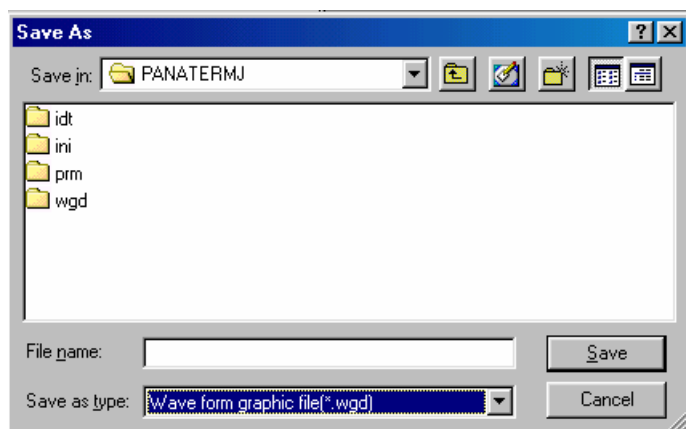 Save As
Save in: PANATERMJ
idt
ini
prm
wgd
File name: Save
Save as type: Wave form graphic file(*.wgd) Cancel